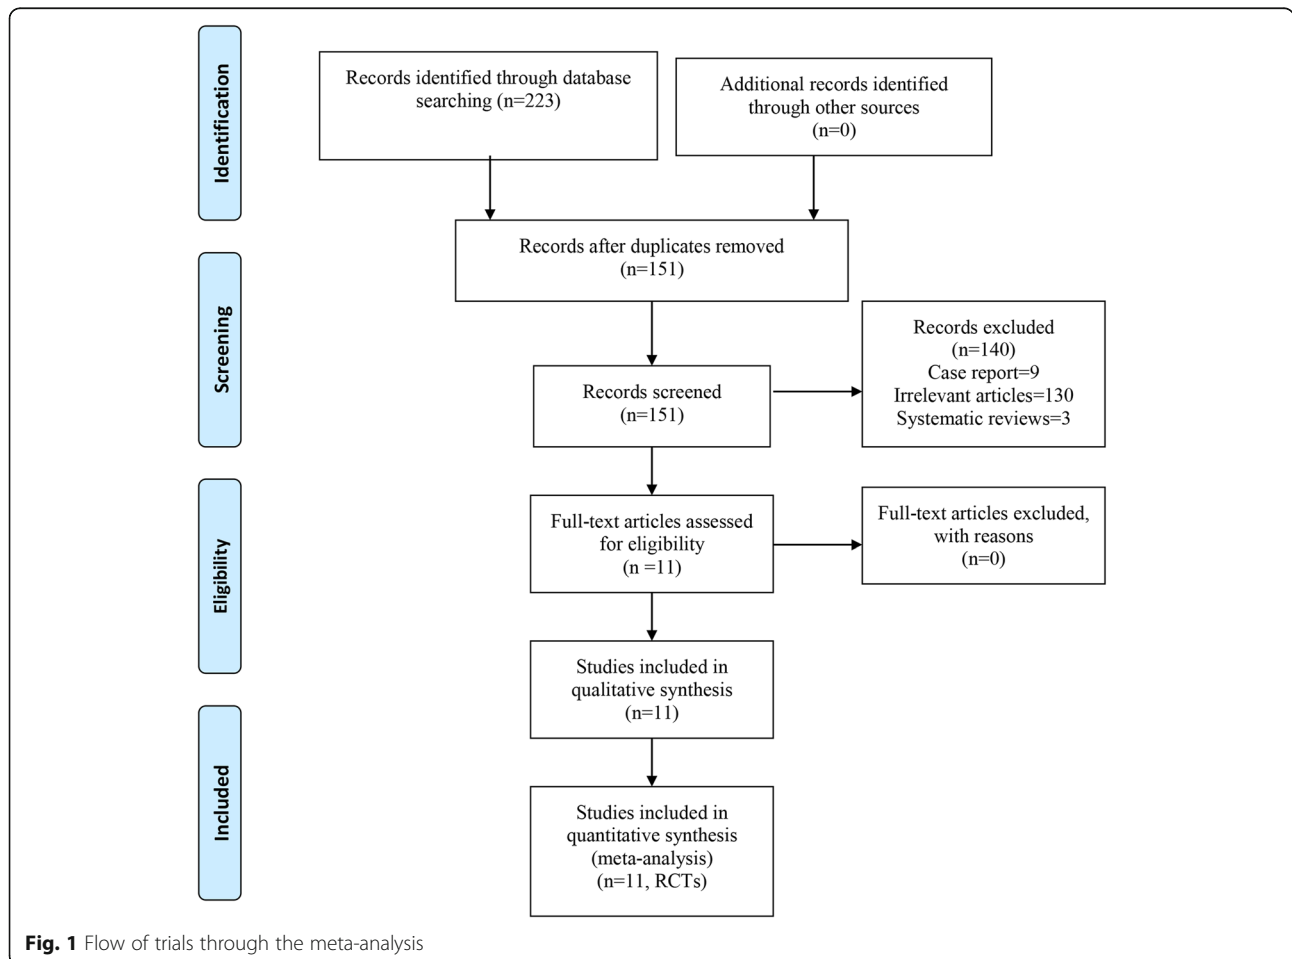 Identification
Records identified through database
searching (n=223)
Additional records identified
through other sources
(n=0)
Records after duplicates removed
(n=151)
Screening
Records screened
(n=151)
Records excluded
(n=140)
Case report=9
Irrelevant articles=130
Systematic reviews=3
Eligibility
Full-text articles assessed
for eligibility
(n =11)
Full-text articles excluded,
with reasons
(n=0)
Studies included in
qualitative synthesis
(n=11)
Included
Studies included in
quantitative synthesis
(meta-analysis)
(n=11, RCTs)
Fig. 1 Flow of trials through the meta-analysis